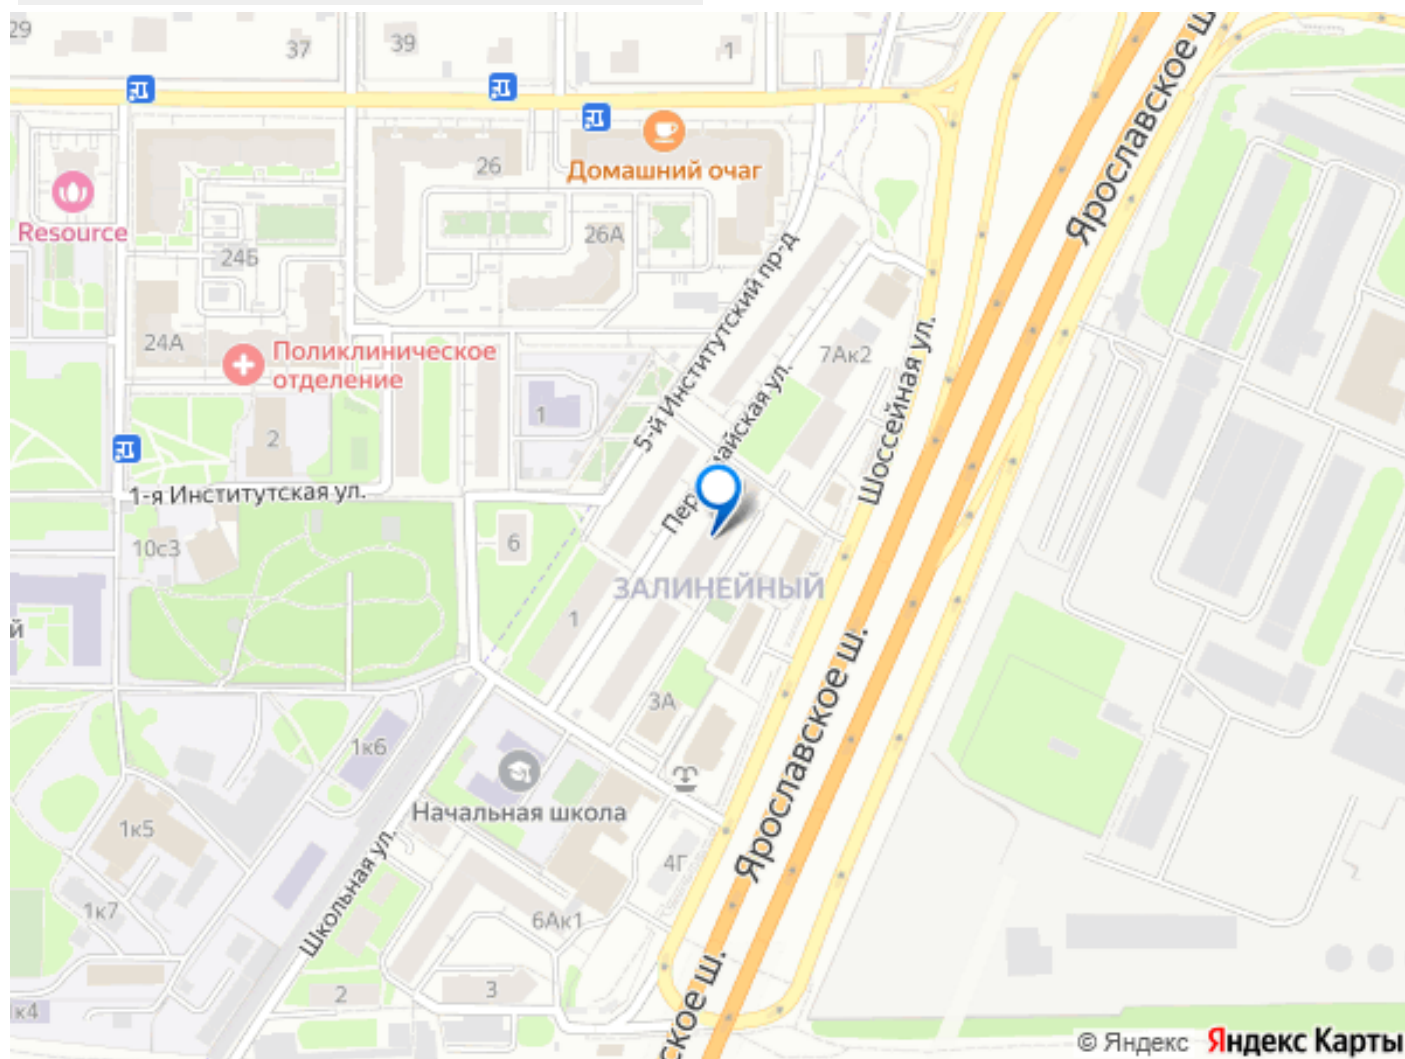 29
37
39
1
Ярославское ш.
Домашний очаг
26
Resource
26А
24Б
5-й Институтский пр-д
24А
Поликлиническое
отделение
7Ак2
Шоссейная ул.
1
2
1-я Институтская ул.
10с3
6
ЗАЛИНЕЙНЫЙ
й
1
3А
1к6
Ярославское ш.
Начальная школа
1к5
4Г
Школьная ул.
1к7
6Ак1
2
3
к4
ское ш.
© Яндекс Яндекс Карты